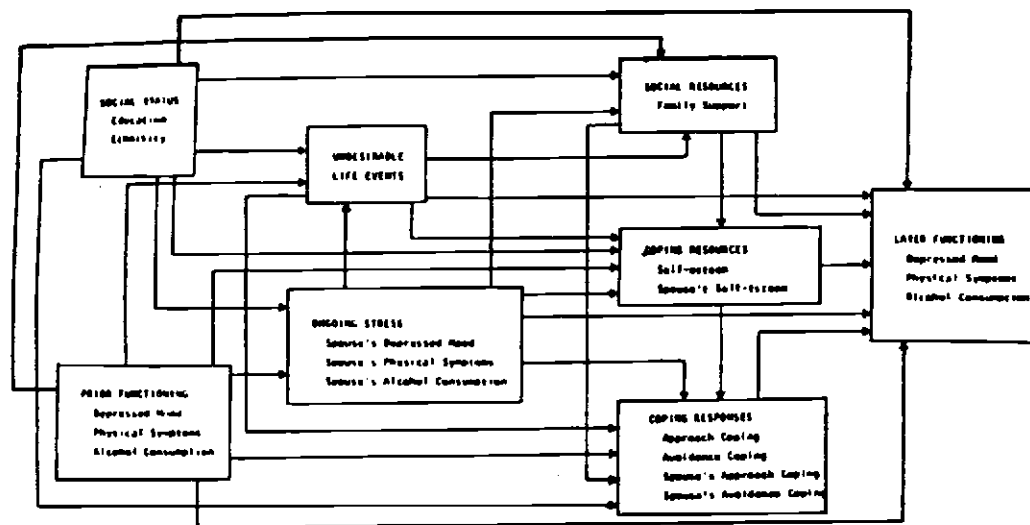 SOCIAL STATUS
Education
Ethnicity
SOCIAL RESOURCES
Family Support
UNDESIRABLE
LIFE EVENTS
COPING RESOURCES
Self-esteem
Spouse's Self-esteem
LATER FUNCTIONING
Depressed Mood
Physical Symptoms
Alcohol Consumption
ONGOING STRESS
Spouse's Depressed Mood
Spouse's Physical Symptoms
Spouse's Alcohol Consumption
PRIOR FUNCTIONING
Depressed Mood
Physical Symptoms
Alcohol Consumption
COPING RESPONSES
Approach Coping
Avoidance Coping
Spouse's Approach Coping
Spouse's Avoidance Coping